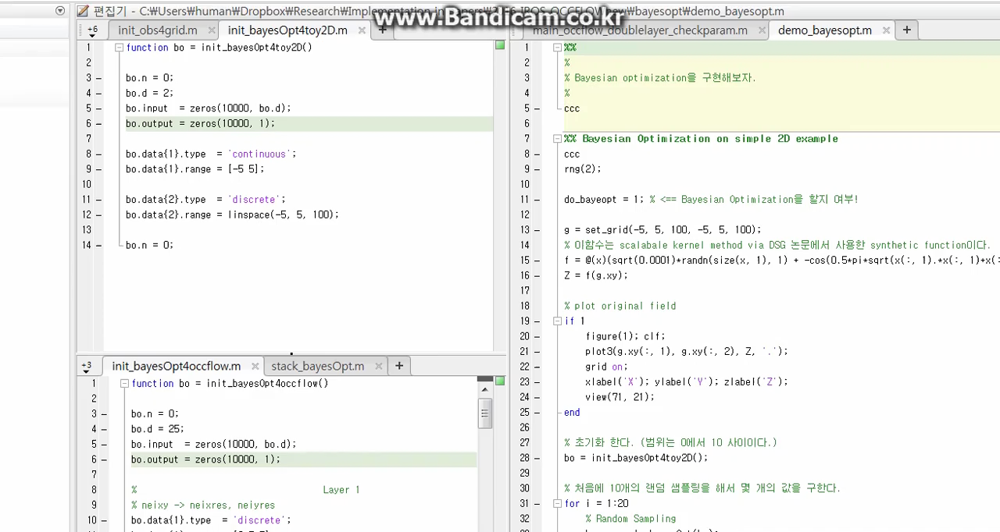 편집기 - C:\Users\human\Dropbox\Research\Implementation in papers\2016 IROS OCCFLOW\new\bayesopt\demo_bayesopt.m
www.Bandicam.co.kr
+6 init_obs4grid.m × init_bayesOpt4toy2D.m × +
1 function bo = init_bayesOpt4toy2D()
2
3 – bo.n = 0;
4 – bo.d = 2;
5 – bo.input  = zeros(10000, bo.d);
6 – bo.output = zeros(10000, 1);
7
8 – bo.data{1}.type  = 'continuous';
9 – bo.data{1}.range = [-5 5];
10
11 – bo.data{2}.type  = 'discrete';
12 – bo.data{2}.range = linspace(-5, 5, 100);
13
14 – bo.n = 0;
+3 init_bayesOpt4occflow.m × stack_bayesOpt.m × +
1 function bo = init_bayesOpt4occflow()
2
3 – bo.n = 0;
4 – bo.d = 25;
5 – bo.input  = zeros(10000, bo.d);
6 – bo.output = zeros(10000, 1);
7
8 % Layer 1
9 % neixy -> neixres, neiyres
10 – bo.data{1}.type  = 'discrete';
main_occflow_doublelayer_checkparam.m × demo_bayesopt.m × +
1 %%
2 %
3 % Bayesian optimization을 구현해보자.
4 %
5 – ccc
6
7 %% Bayesian Optimization on simple 2D example
8 – ccc
9 – rng(2);
10
11 – do_bayeopt = 1; % <== Bayesian Optimization을 할지 여부!
12
13 – g = set_grid(-5, 5, 100, -5, 5, 100);
14 % 이함수는 scalabale kernel method via DSG 논문에서 사용한 synthetic function이다.
15 – f = @(x)(sqrt(0.0001)*randn(size(x, 1), 1) + -cos(0.5*pi*sqrt(x(:, 1).*x(:, 1)+x(:
16 – Z = f(g.xy);
17
18 % plot original field
19 – if 1
20 – figure(1); clf;
21 – plot3(g.xy(:, 1), g.xy(:, 2), Z, '.');
22 – grid on;
23 – xlabel('X'); ylabel('Y'); zlabel('Z');
24 – view(71, 21);
25 – end
26
27 % 초기화 한다. (범위는 0에서 10 사이이다.)
28 – bo = init_bayesOpt4toy2D();
29
30 % 처음에 10개의 랜덤 샘플링을 해서 몇 개의 값을 구한다.
31 – for i = 1:20
32 % Random Sampling